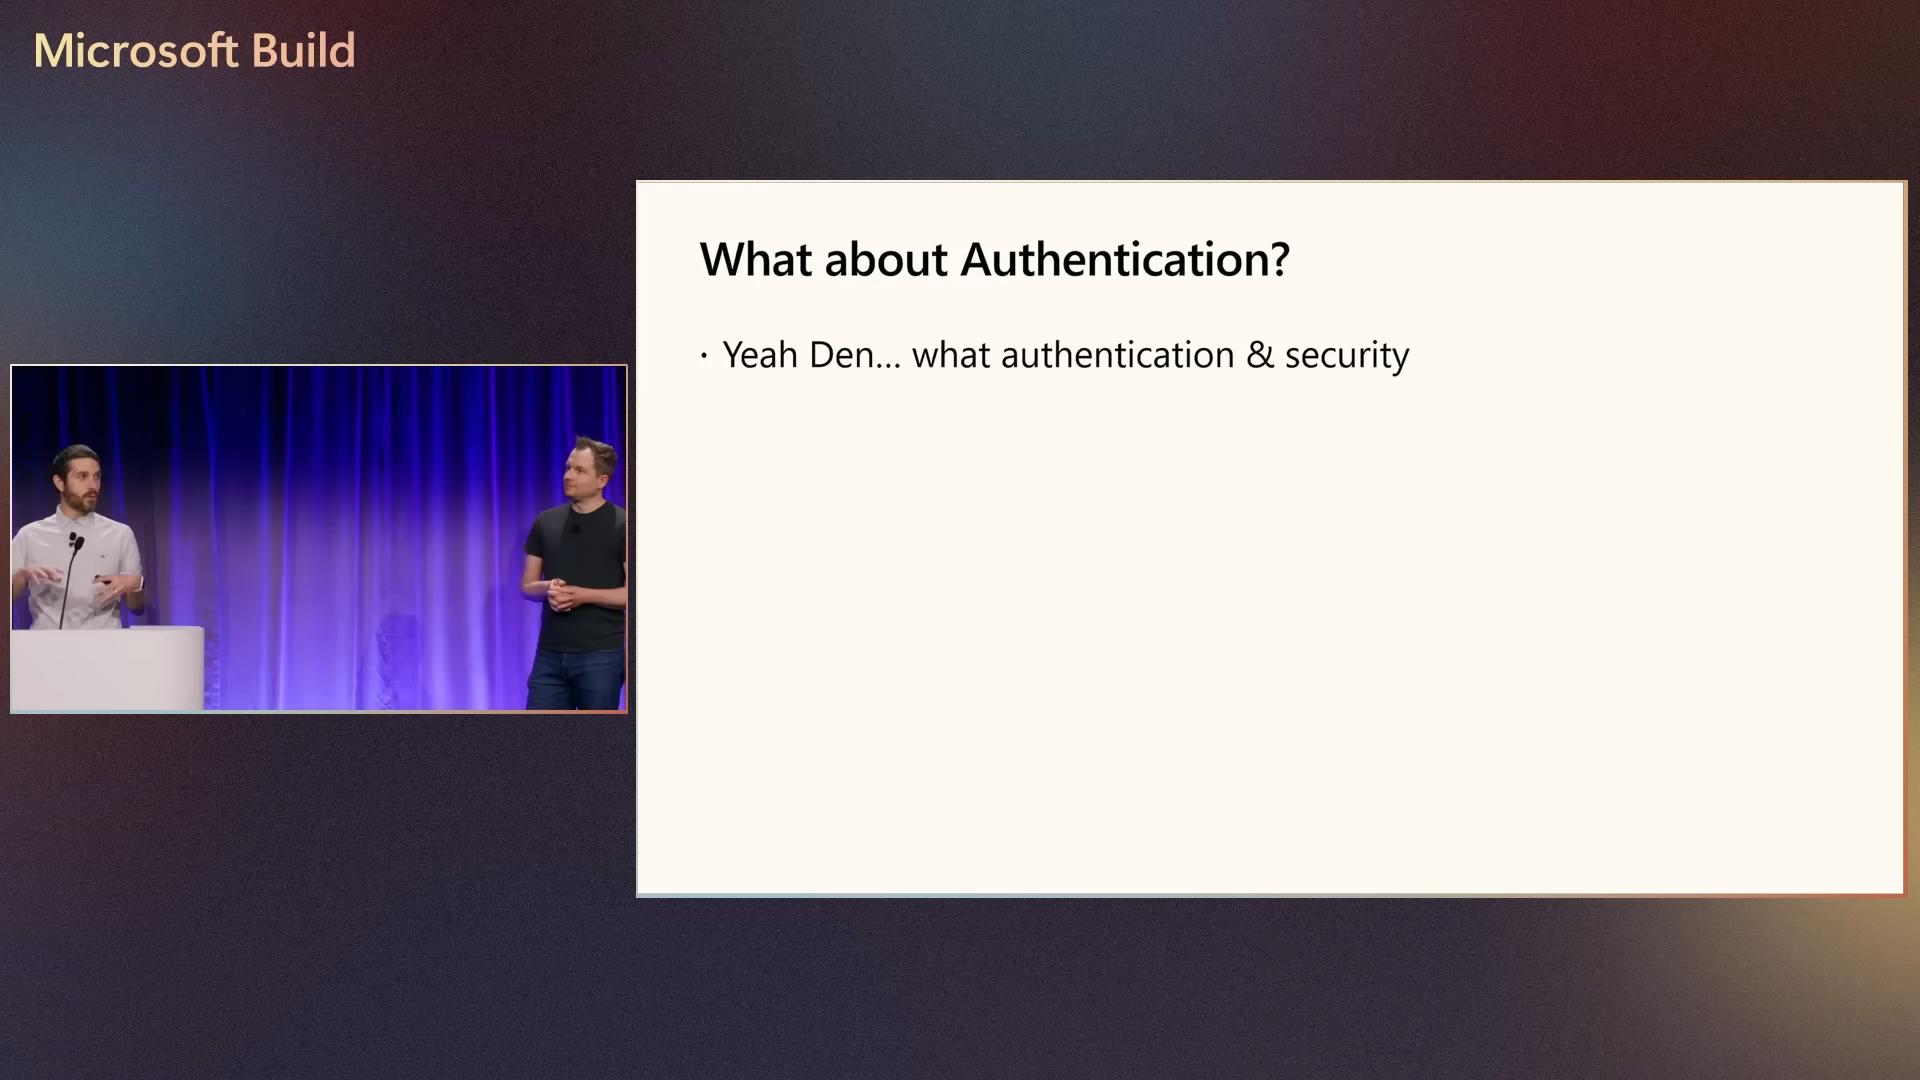 Microsoft Build
What about Authentication?
· Yeah Den... what authentication & security